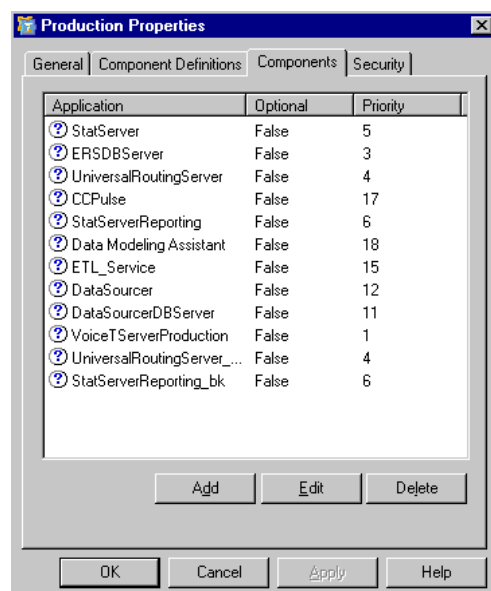 Production Properties
General Component Definitions Components Security
Application Optional Priority
StatServer False 5
ERSDBServer False 3
UniversalRoutingServer False 4
CCPulse False 17
StatServerReporting False 6
Data Modeling Assistant False 18
ETL_Service False 15
DataSourcer False 12
DataSourcerDBServer False 11
VoiceTServerProduction False 1
UniversalRoutingServer_... False 4
StatServerReporting_bk False 6
Add Edit Delete
OK Cancel Apply Help